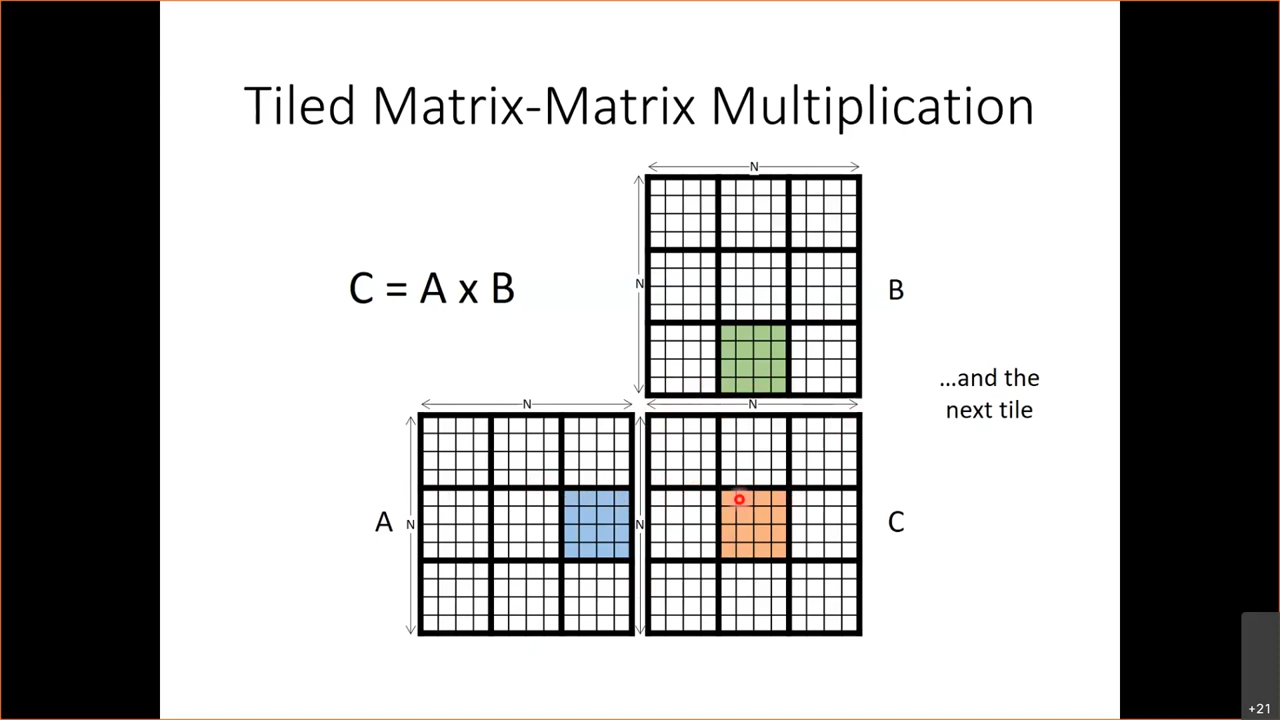 Tiled Matrix-Matrix Multiplication
N
N
C = A x B
B
...and the
next tile
N
N
A
N
N
C
+21